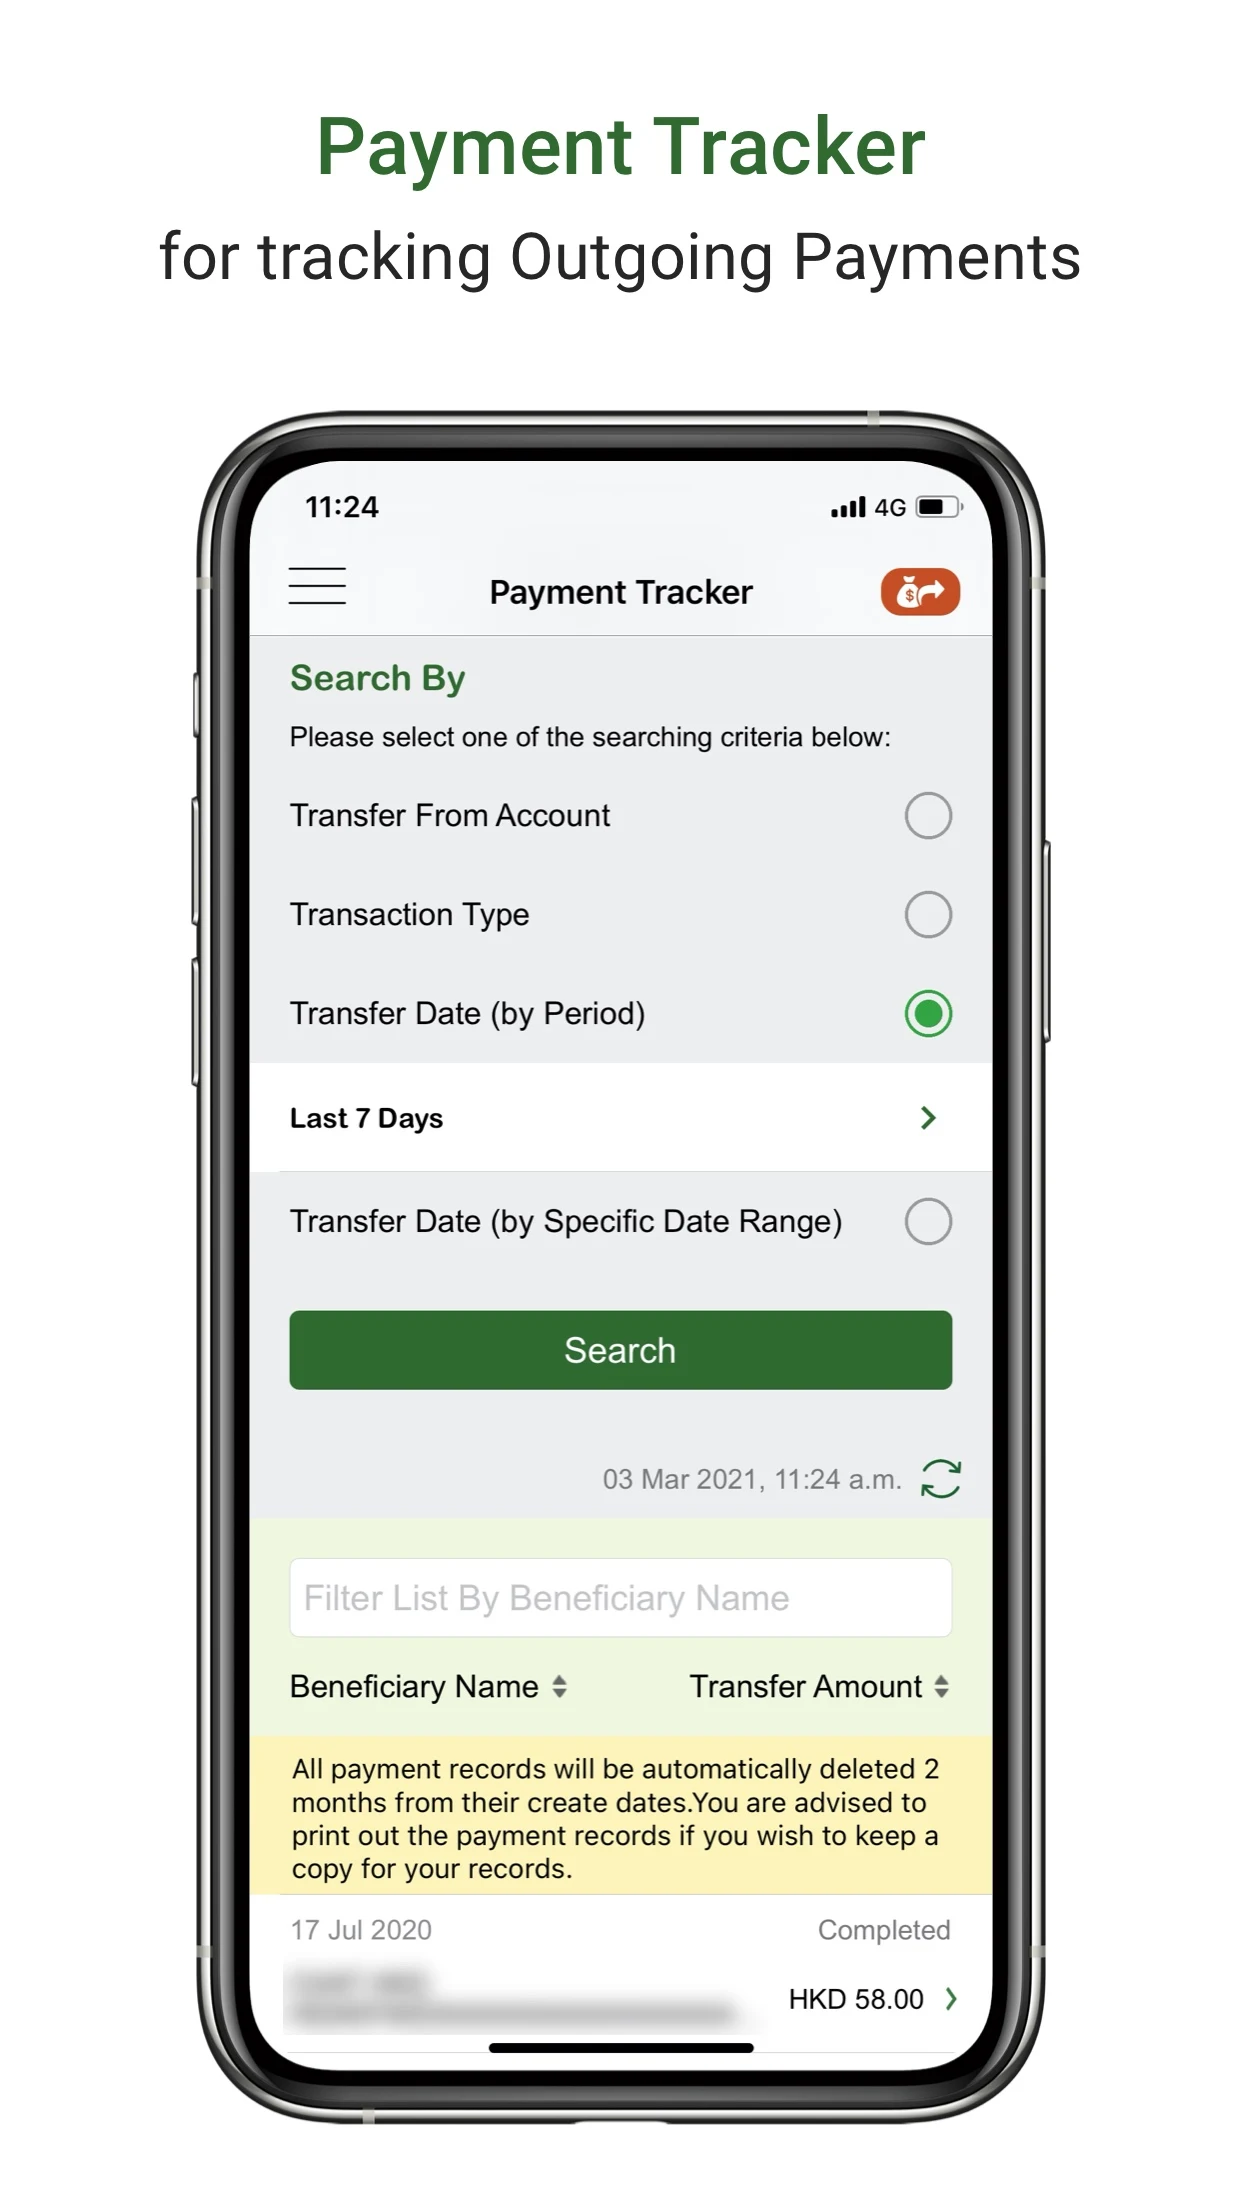 Payment Tracker
for tracking Outgoing Payments
11:24
4G
Payment Tracker
$
Search By
Please select one of the searching criteria below:
Transfer From Account
Transaction Type
Transfer Date (by Period)
Last 7 Days
Transfer Date (by Specific Date Range)
Search
03 Mar 2021, 11:24 a.m.
Filter List By Beneficiary Name
Beneficiary Name
Transfer Amount
All payment records will be automatically deleted 2
months from their create dates.You are advised to
print out the payment records if you wish to keep a
copy for your records.
17 Jul 2020
Completed
HKD 58.00